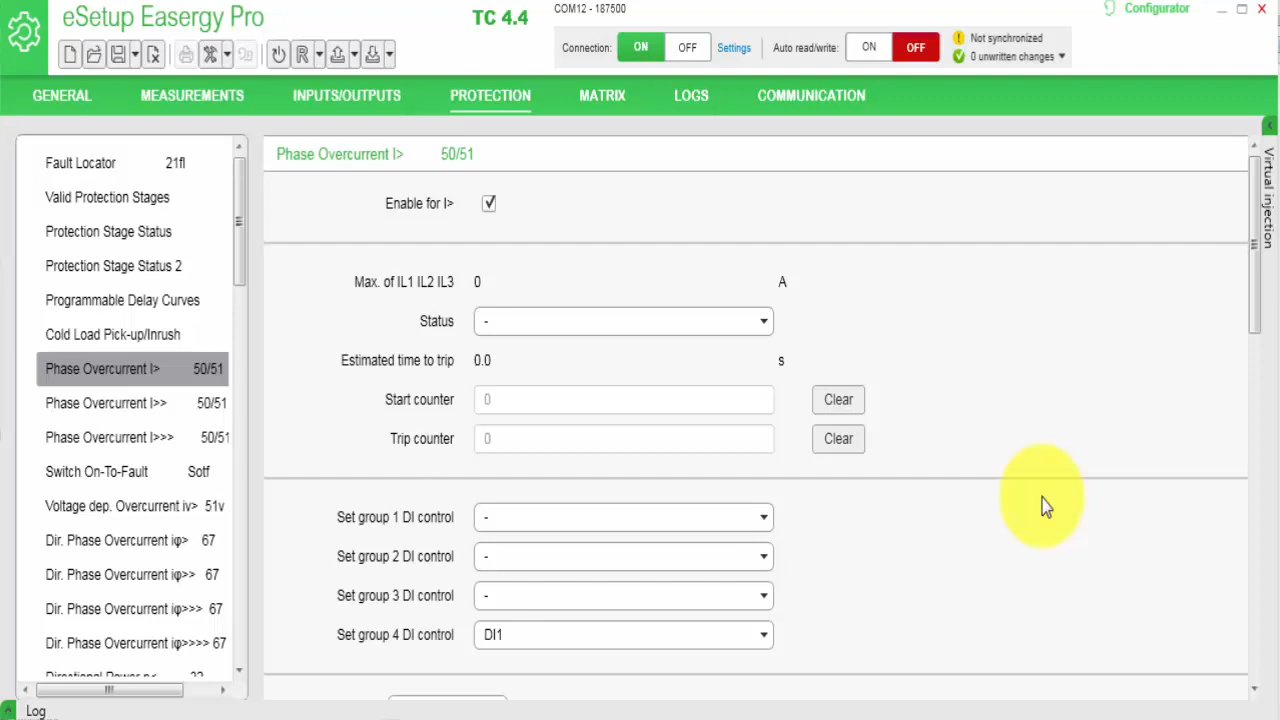 eSetup Easergy Pro
TC 4.4
COM12 - 187500
Configurator
Connection: ON OFF Settings Auto read/write: ON OFF
Not synchronized
0 unwritten changes
GENERAL MEASUREMENTS INPUTS/OUTPUTS PROTECTION MATRIX LOGS COMMUNICATION
Fault Locator 21fl
Valid Protection Stages
Protection Stage Status
Protection Stage Status 2
Programmable Delay Curves
Cold Load Pick-up/Inrush
Phase Overcurrent I> 50/51
Phase Overcurrent I>> 50/51
Phase Overcurrent I>>> 50/51
Switch On-To-Fault Sotf
Voltage dep. Overcurrent iv> 51v
Dir. Phase Overcurrent iφ> 67
Dir. Phase Overcurrent iφ>> 67
Dir. Phase Overcurrent iφ>>> 67
Dir. Phase Overcurrent iφ>>>> 67
Directional Power p< 32
Phase Overcurrent I> 50/51
Enable for I>
Max. of IL1 IL2 IL3 0 A
Status -
Estimated time to trip 0.0 s
Start counter 0 Clear
Trip counter 0 Clear
Set group 1 DI control -
Set group 2 DI control -
Set group 3 DI control -
Set group 4 DI control DI1
Virtual injection
Log